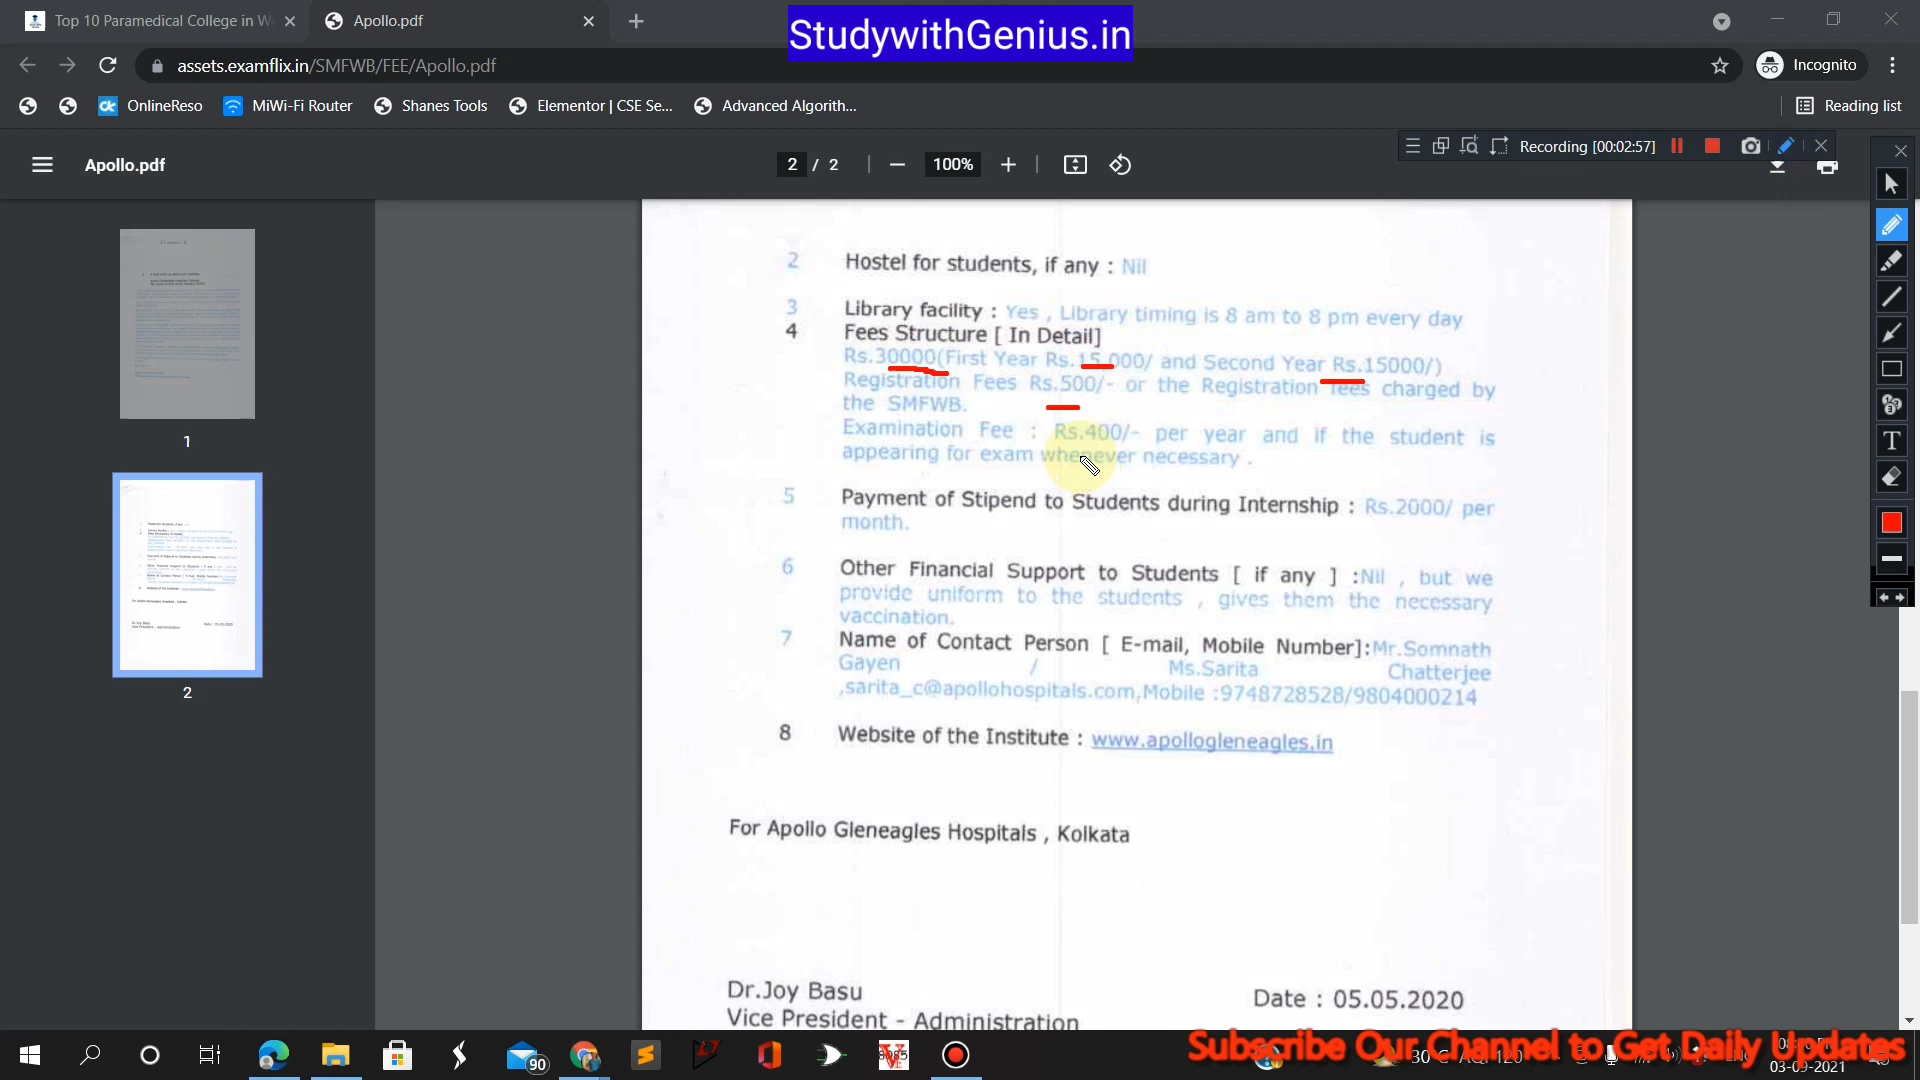 Top 10 Paramedical College in W
Apollo.pdf
StudywithGenius.in
assets.examflix.in/SMFWB/FEE/Apollo.pdf
Incognito
OnlineReso
MiWi-Fi Router
Shanes Tools
Elementor | CSE Se...
Advanced Algorith...
Reading list
Apollo.pdf
2 / 2
100%
Recording [00:02:57]
1
2
2 Hostel for students, if any : Nil
3 Library facility : Yes , Library timing is 8 am to 8 pm every day
4 Fees Structure [ In Detail]
Rs.30000(First Year Rs.15,000/ and Second Year Rs.15000/)
Registration Fees Rs.500/- or the Registration fees charged by
the SMFWB.
Examination Fee : Rs.400/- per year and if the student is
appearing for exam whenever necessary .
5 Payment of Stipend to Students during Internship : Rs.2000/ per
month.
6 Other Financial Support to Students [ if any ] :Nil , but we
provide uniform to the students , gives them the necessary
vaccination.
7 Name of Contact Person [ E-mail, Mobile Number]:Mr.Somnath
Gayen / Ms.Sarita Chatterjee
,sarita_c@apollohospitals.com,Mobile :9748728528/9804000214
8 Website of the Institute : www.apollogleneagles.in
For Apollo Gleneagles Hospitals , Kolkata
Dr.Joy Basu
Date : 05.05.2020
Vice President - Administration
T
90
8085
30°C AQI 120
Subscribe Our Channel to Get Daily Updates
03-09-2021